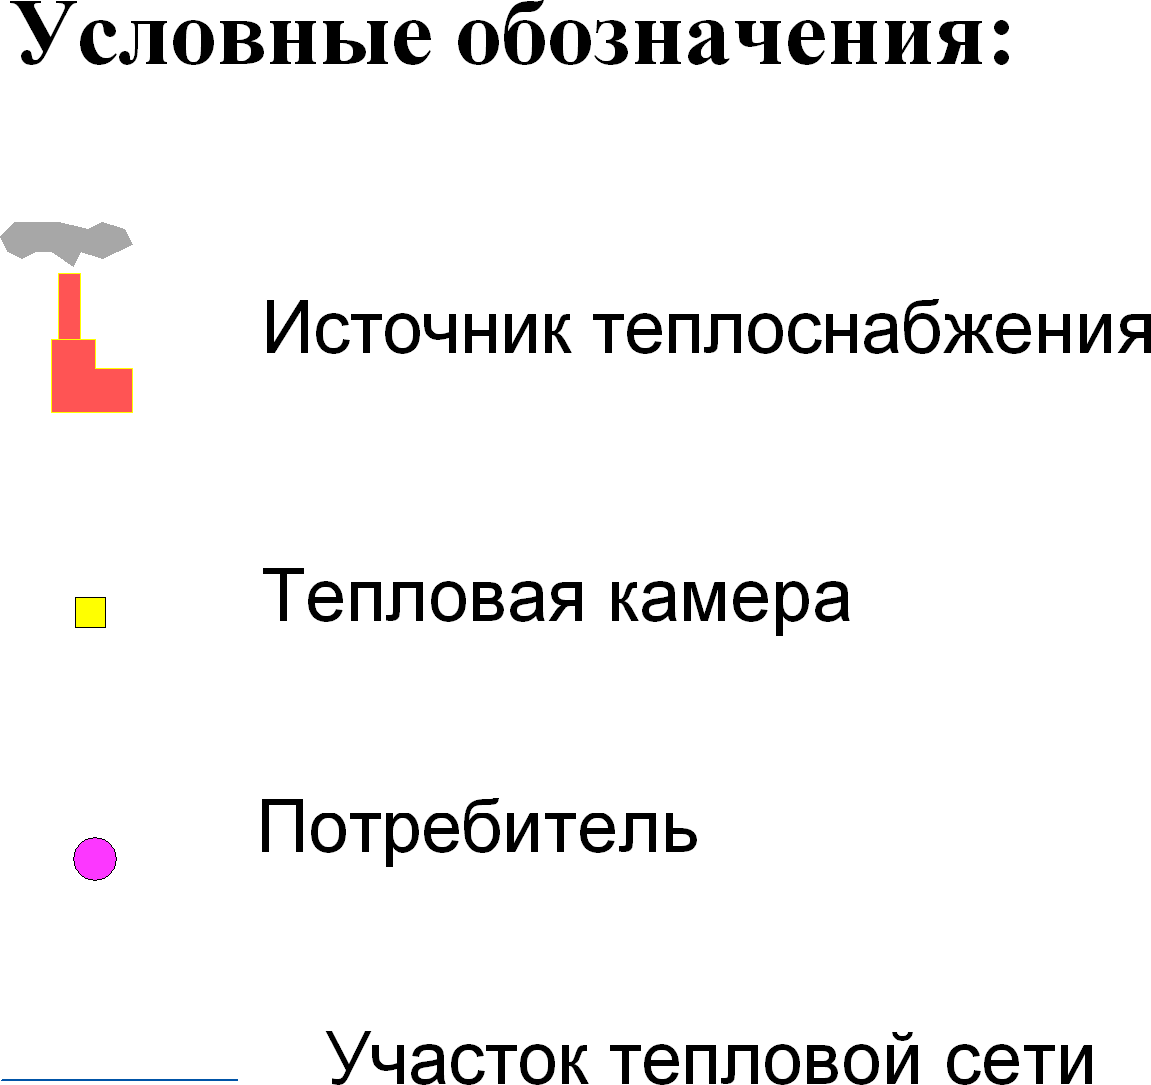 Условные обозначения:
Источник теплоснабжения
Тепловая камера
Потребитель
Участок тепловой сети